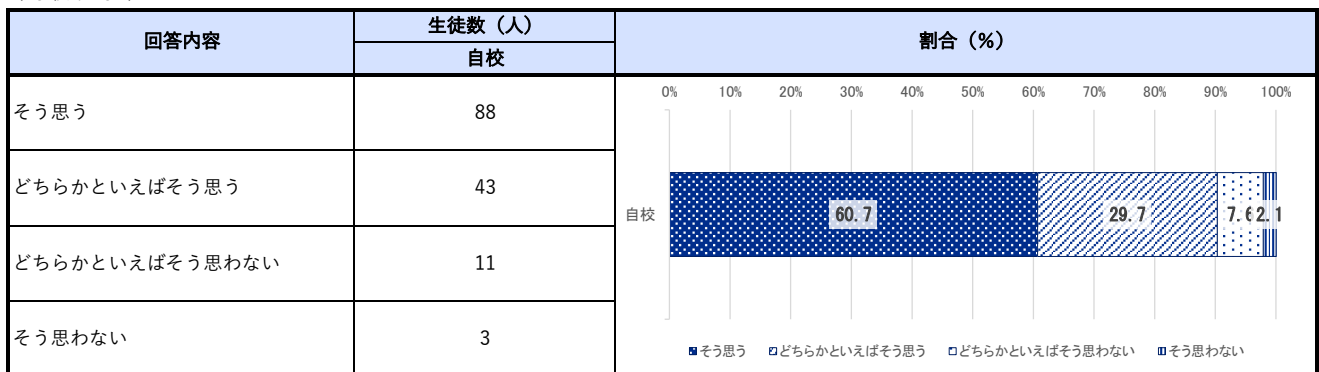 回答内容
生徒数（人）
自校
割合（%）
そう思う
88
どちらかといえばそう思う
43
どちらかといえばそう思わない
11
そう思わない
3
0% 10% 20% 30% 40% 50% 60% 70% 80% 90% 100%
自校
60.7 29.7 7.6 2.1
そう思う どちらかといえばそう思う どちらかといえばそう思わない そう思わない